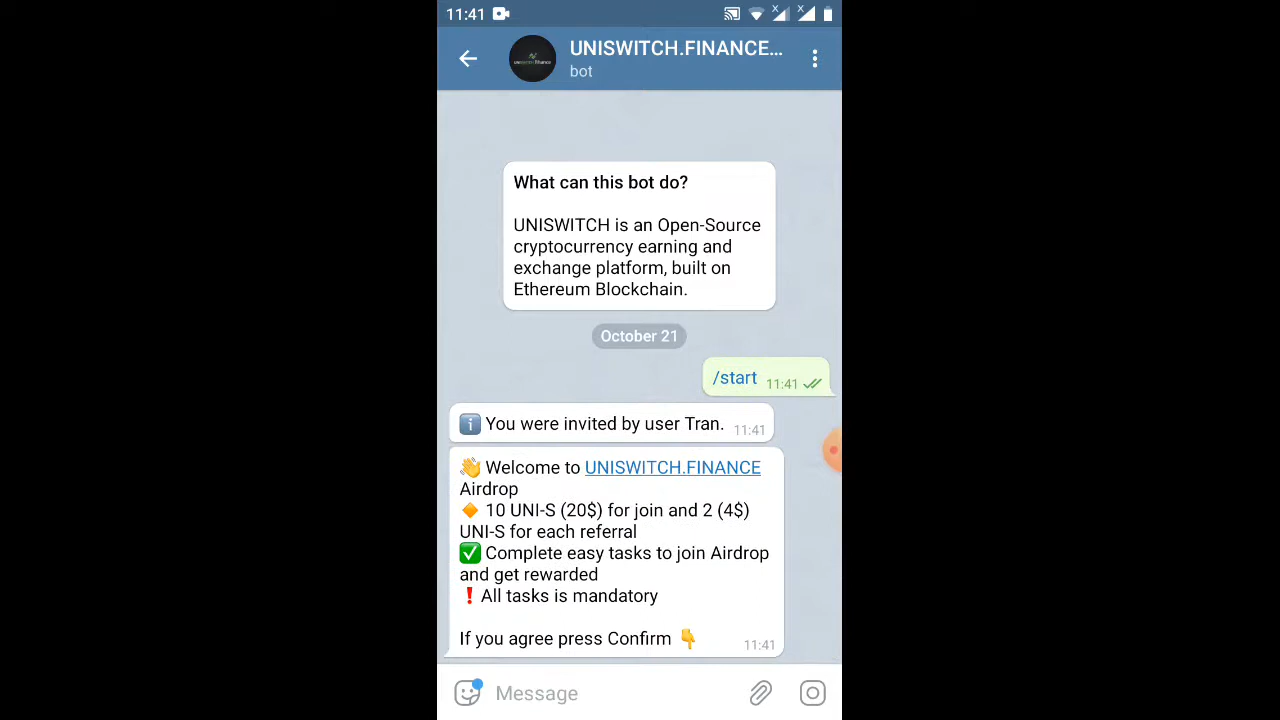 11:41
UNISWITCH.FINANCE…
bot
What can this bot do?
UNISWITCH is an Open-Source
cryptocurrency earning and
exchange platform, built on
Ethereum Blockchain.
October 21
/start 11:41
You were invited by user Tran. 11:41
👋 Welcome to UNISWITCH.FINANCE
Airdrop
🔸 10 UNI-S (20$) for join and 2 (4$)
UNI-S for each referral
✅ Complete easy tasks to join Airdrop
and get rewarded
❗ All tasks is mandatory
If you agree press Confirm 👇 11:41
Message